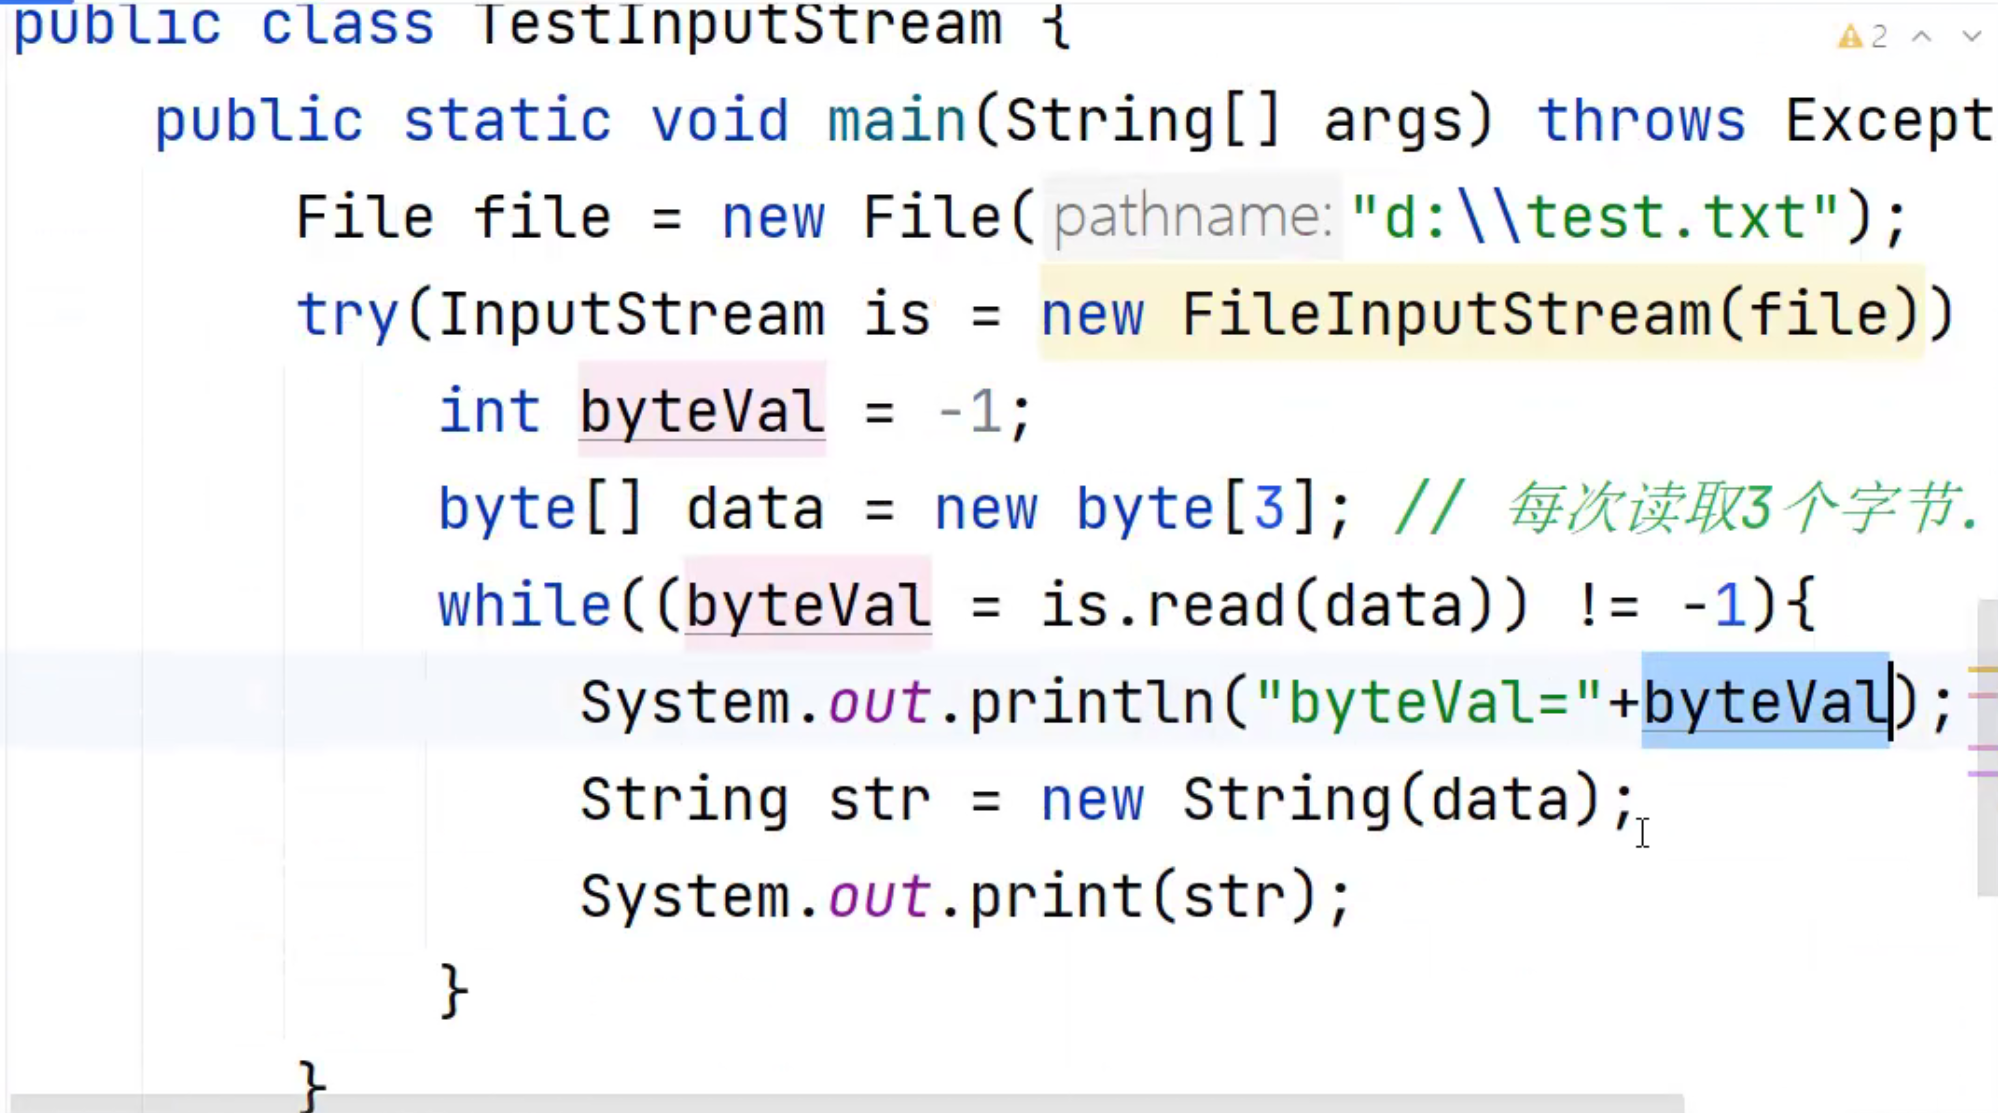 public class TestInputStream {
2
public static void main(String[] args) throws Except
File file = new File( pathname: "d:\\test.txt");
try(InputStream is = new FileInputStream(file))
int byteVal = -1;
byte[] data = new byte[3]; // 每次读取3个字节.
while((byteVal = is.read(data)) != -1){
System.out.println("byteVal="+byteVal);
String str = new String(data);
System.out.print(str);
}
}